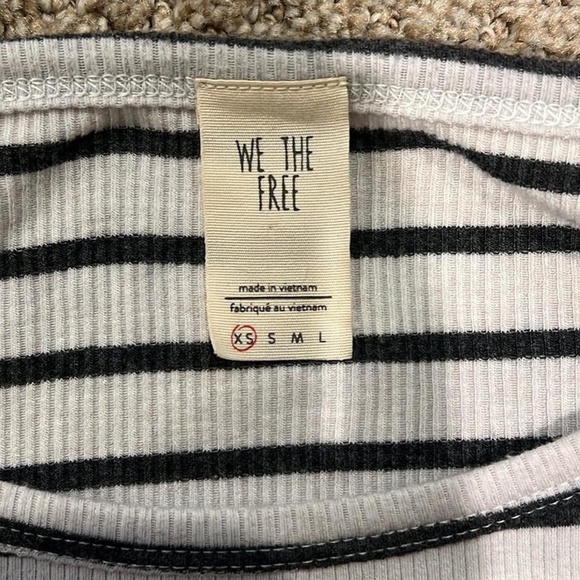 WE THE
FREE
made in vietnam
fabriqué au vietnam
XS S M L